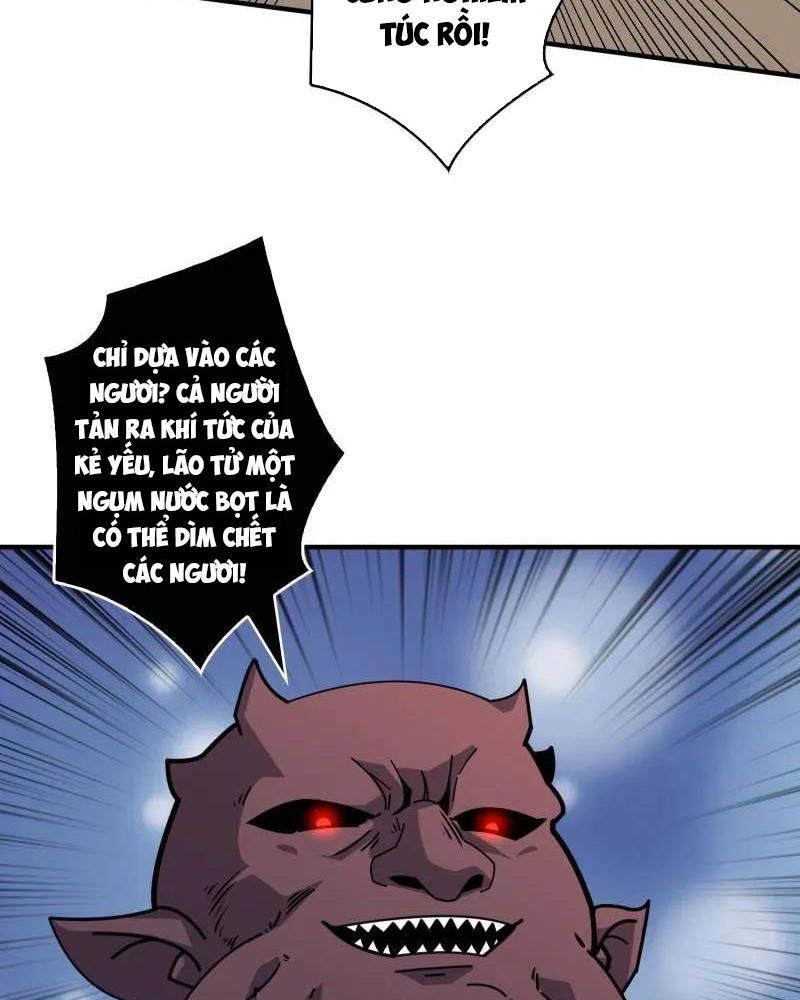 TÚC RỒI!
CHỈ DỰA VÀO CÁC
NGƯƠI? CẢ NGƯỜI
TẢN RA KHÍ TỨC CỦA
KẺ YẾU, LÃO TỬ MỘT
NGỤM NƯỚC BỌT LÀ
CÓ THỂ DÌM CHẾT
CÁC NGƯƠI!